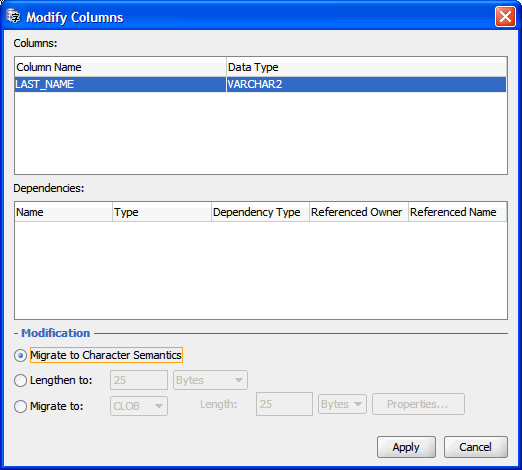 Modify Columns
Columns:
Column Name Data Type
LAST_NAME VARCHAR2
Dependencies:
Name Type Dependency Type Referenced Owner Referenced Name
Modification
Migrate to Character Semantics
Lengthen to: 25 Bytes
Migrate to: CLOB Length: 25 Bytes Properties...
Apply Cancel